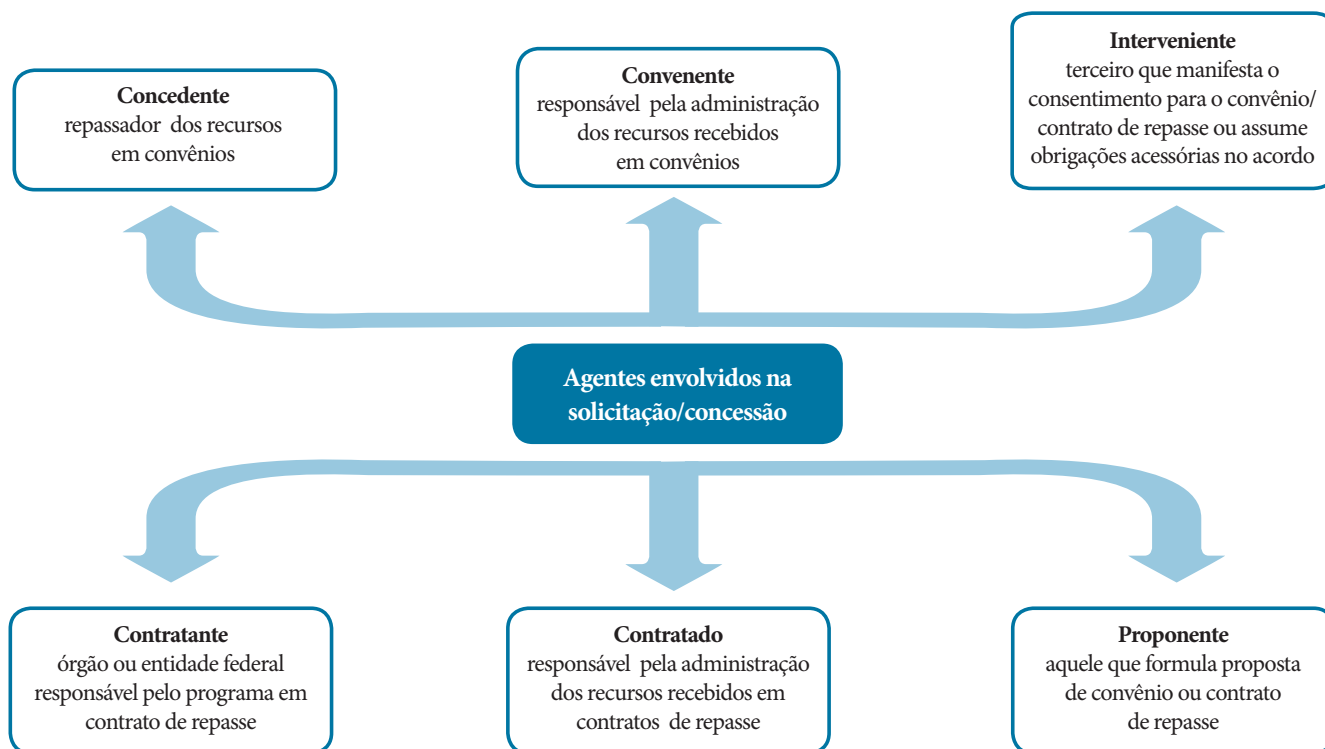 Concedente
repassador dos recursos
em convênios
Convenente
responsável pela administração
dos recursos recebidos
em convênios
Interveniente
terceiro que manifesta o
consentimento para o convênio/
contrato de repasse ou assume
obrigações acessórias no acordo
Agentes envolvidos na
solicitação/concessão
Contratante
órgão ou entidade federal
responsável pelo programa em
contrato de repasse
Contratado
responsável pela administração
dos recursos recebidos em
contratos de repasse
Proponente
aquele que formula proposta
de convênio ou contrato
de repasse